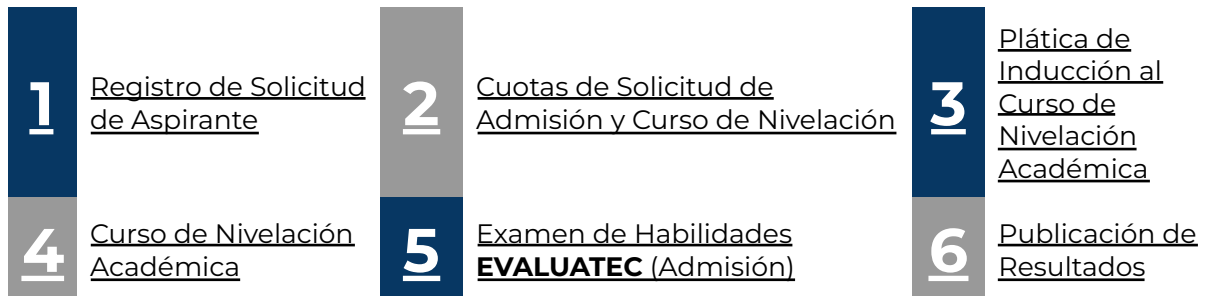 1
Registro de Solicitud
de Aspirante
2
Cuotas de Solicitud de
Admisión y Curso de Nivelación
3
Plática de
Inducción al
Curso de
Nivelación
Académica
4
Curso de Nivelación
Académica
5
Examen de Habilidades
EVALUATEC (Admisión)
6
Publicación de
Resultados